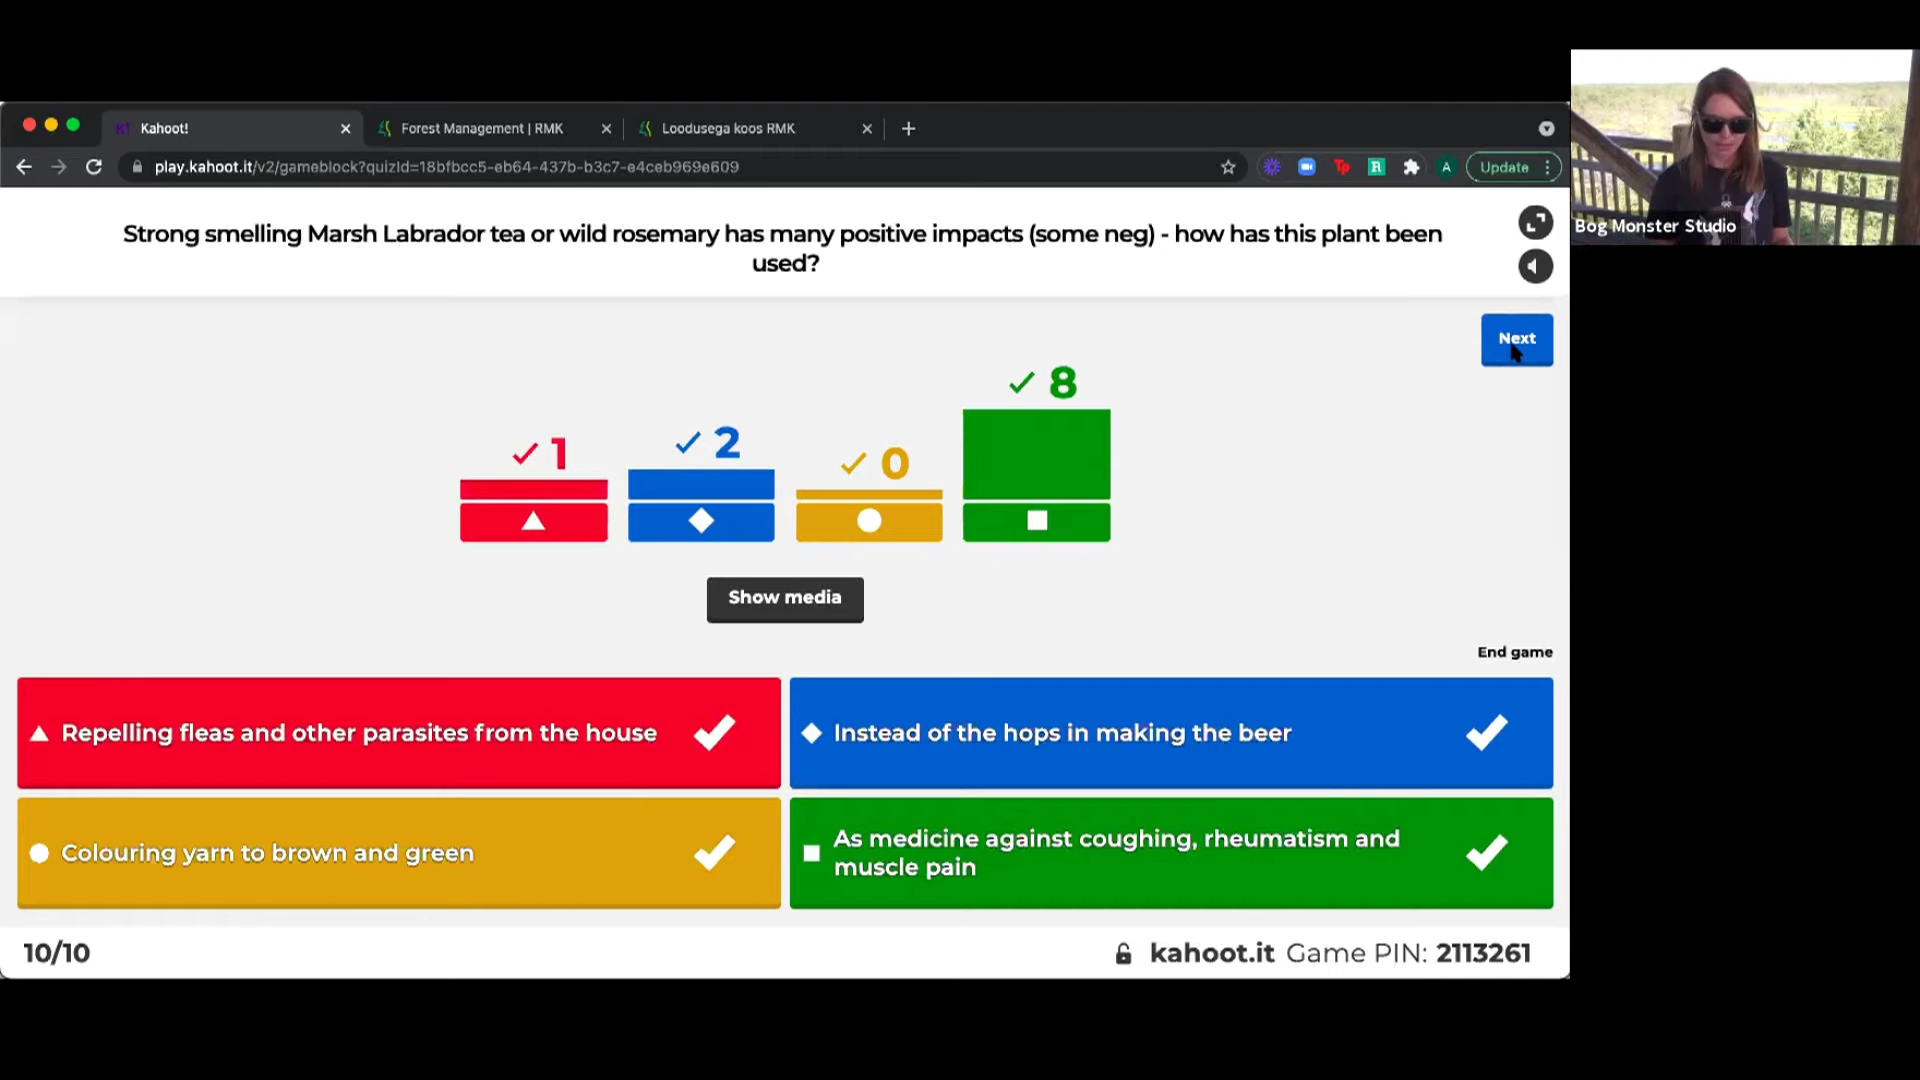 Kahoot!
Forest Management | RMK
Loodusega koos RMK
play.kahoot.it/v2/gameblock?quizId=18bfbcc5-eb64-437b-b3c7-e4ceb969e609
A
Update
Strong smelling Marsh Labrador tea or wild rosemary has many positive impacts (some neg) - how has this plant been
used?
Bog Monster Studio
Next
1
2
0
8
Show media
End game
Repelling fleas and other parasites from the house
Instead of the hops in making the beer
Colouring yarn to brown and green
As medicine against coughing, rheumatism and
muscle pain
10/10
kahoot.it Game PIN: 2113261